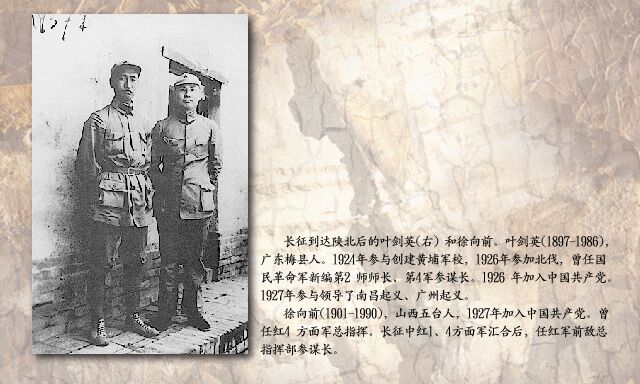 长征到达陕北后的叶剑英(右) 和徐向前。叶剑英(1897-1986),
广东梅县人。1924年参与创建黄埔军校，1926年参加北伐，曾任国
民革命军新编第2 师师长、第4军参谋长。1926 年加入中国共产党。
1927年参与领导了南昌起义、广州起义。
徐向前(1901-1990)，山西五台人，1927年加入中国共产党。曾
任红4 方面军总指挥。长征中红1、4方面军汇合后，任红军前敌总
指挥部参谋长。